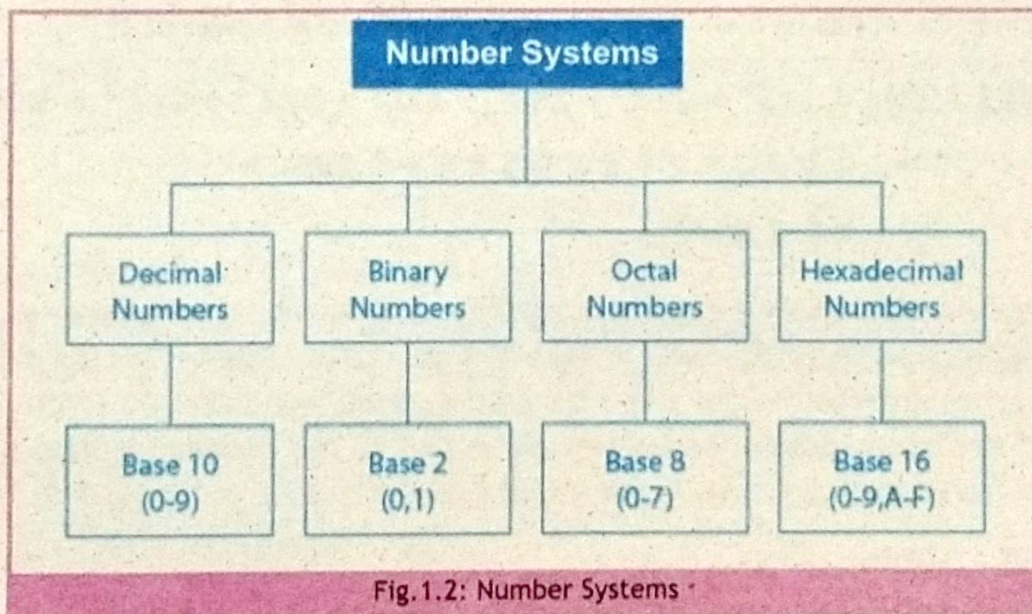 Number Systems
Decimal
Numbers
Binary
Numbers
Octal
Numbers
Hexadecimal
Numbers
Base 10
(0-9)
Base 2
(0,1)
Base 8
(0-7)
Base 16
(0-9,A-F)
Fig.1.2: Number Systems